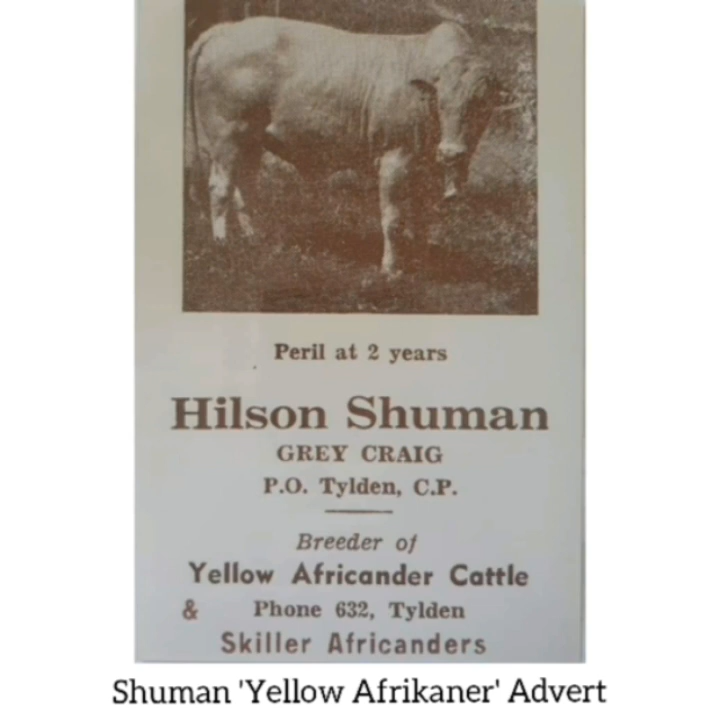 Peril at 2 years
Hilson Shuman
GREY CRAIG
P.O. Tylden, C.P.
Breeder of
Yellow Africander Cattle
& Phone 632, Tylden
Skiller Africanders
Shuman 'Yellow Afrikaner' Advert